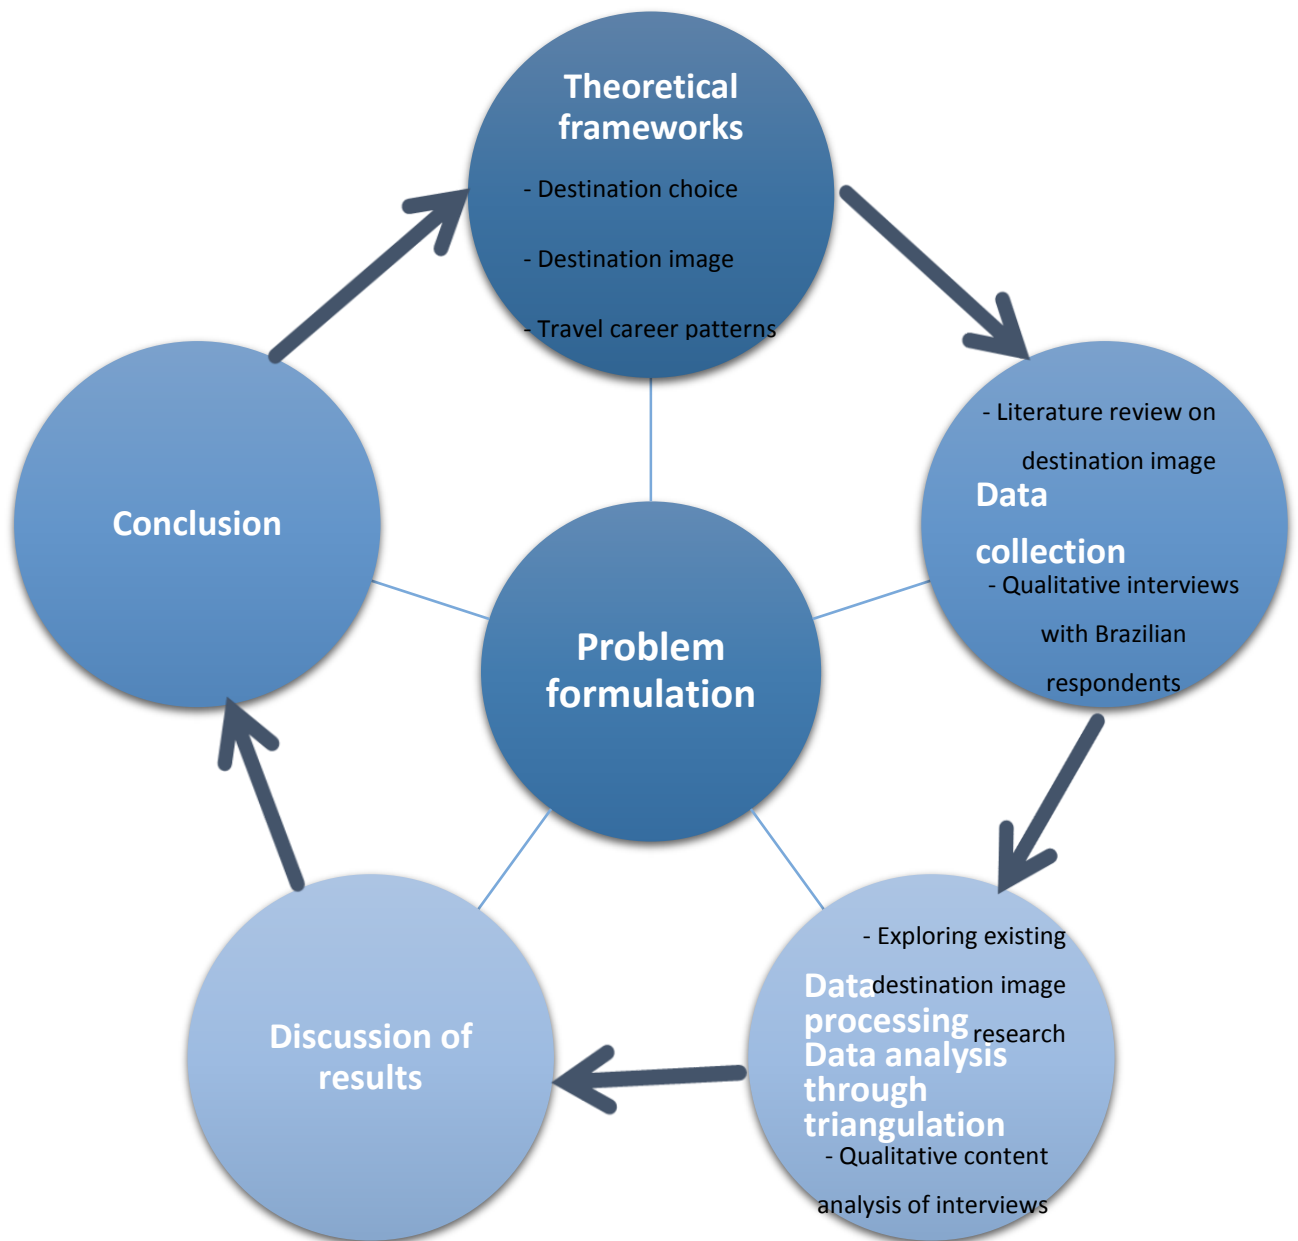 Theoretical
frameworks
- Destination choice
- Destination image
- Travel career patterns
- Literature review on
destination image
Data
collection
- Qualitative interviews
with Brazilian
respondents
- Exploring existing
destination image
research
Data
processing
Data analysis
through
triangulation
- Qualitative content
analysis of interviews
Discussion of
results
Conclusion
Problem
formulation